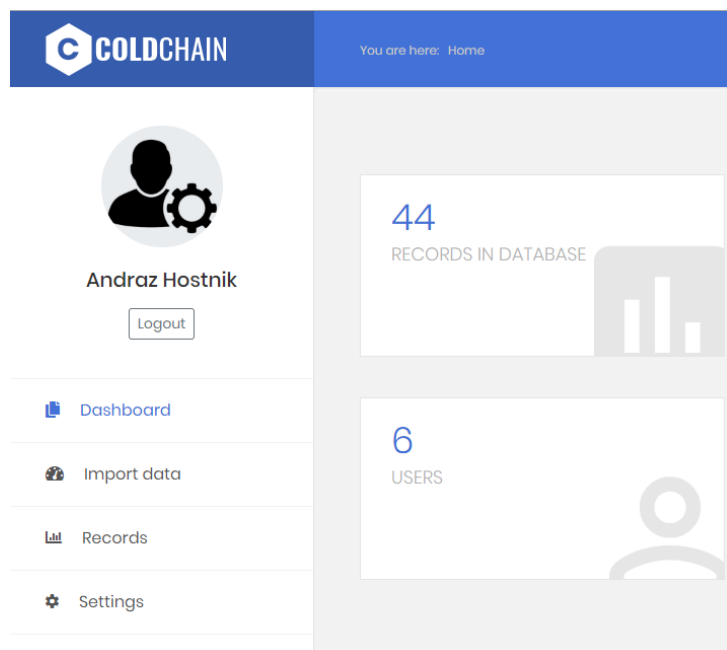 C COLDCHAIN
You are here: Home
Andraz Hostnik
Logout
Dashboard
Import data
Records
Settings
44
RECORDS IN DATABASE
6
USERS